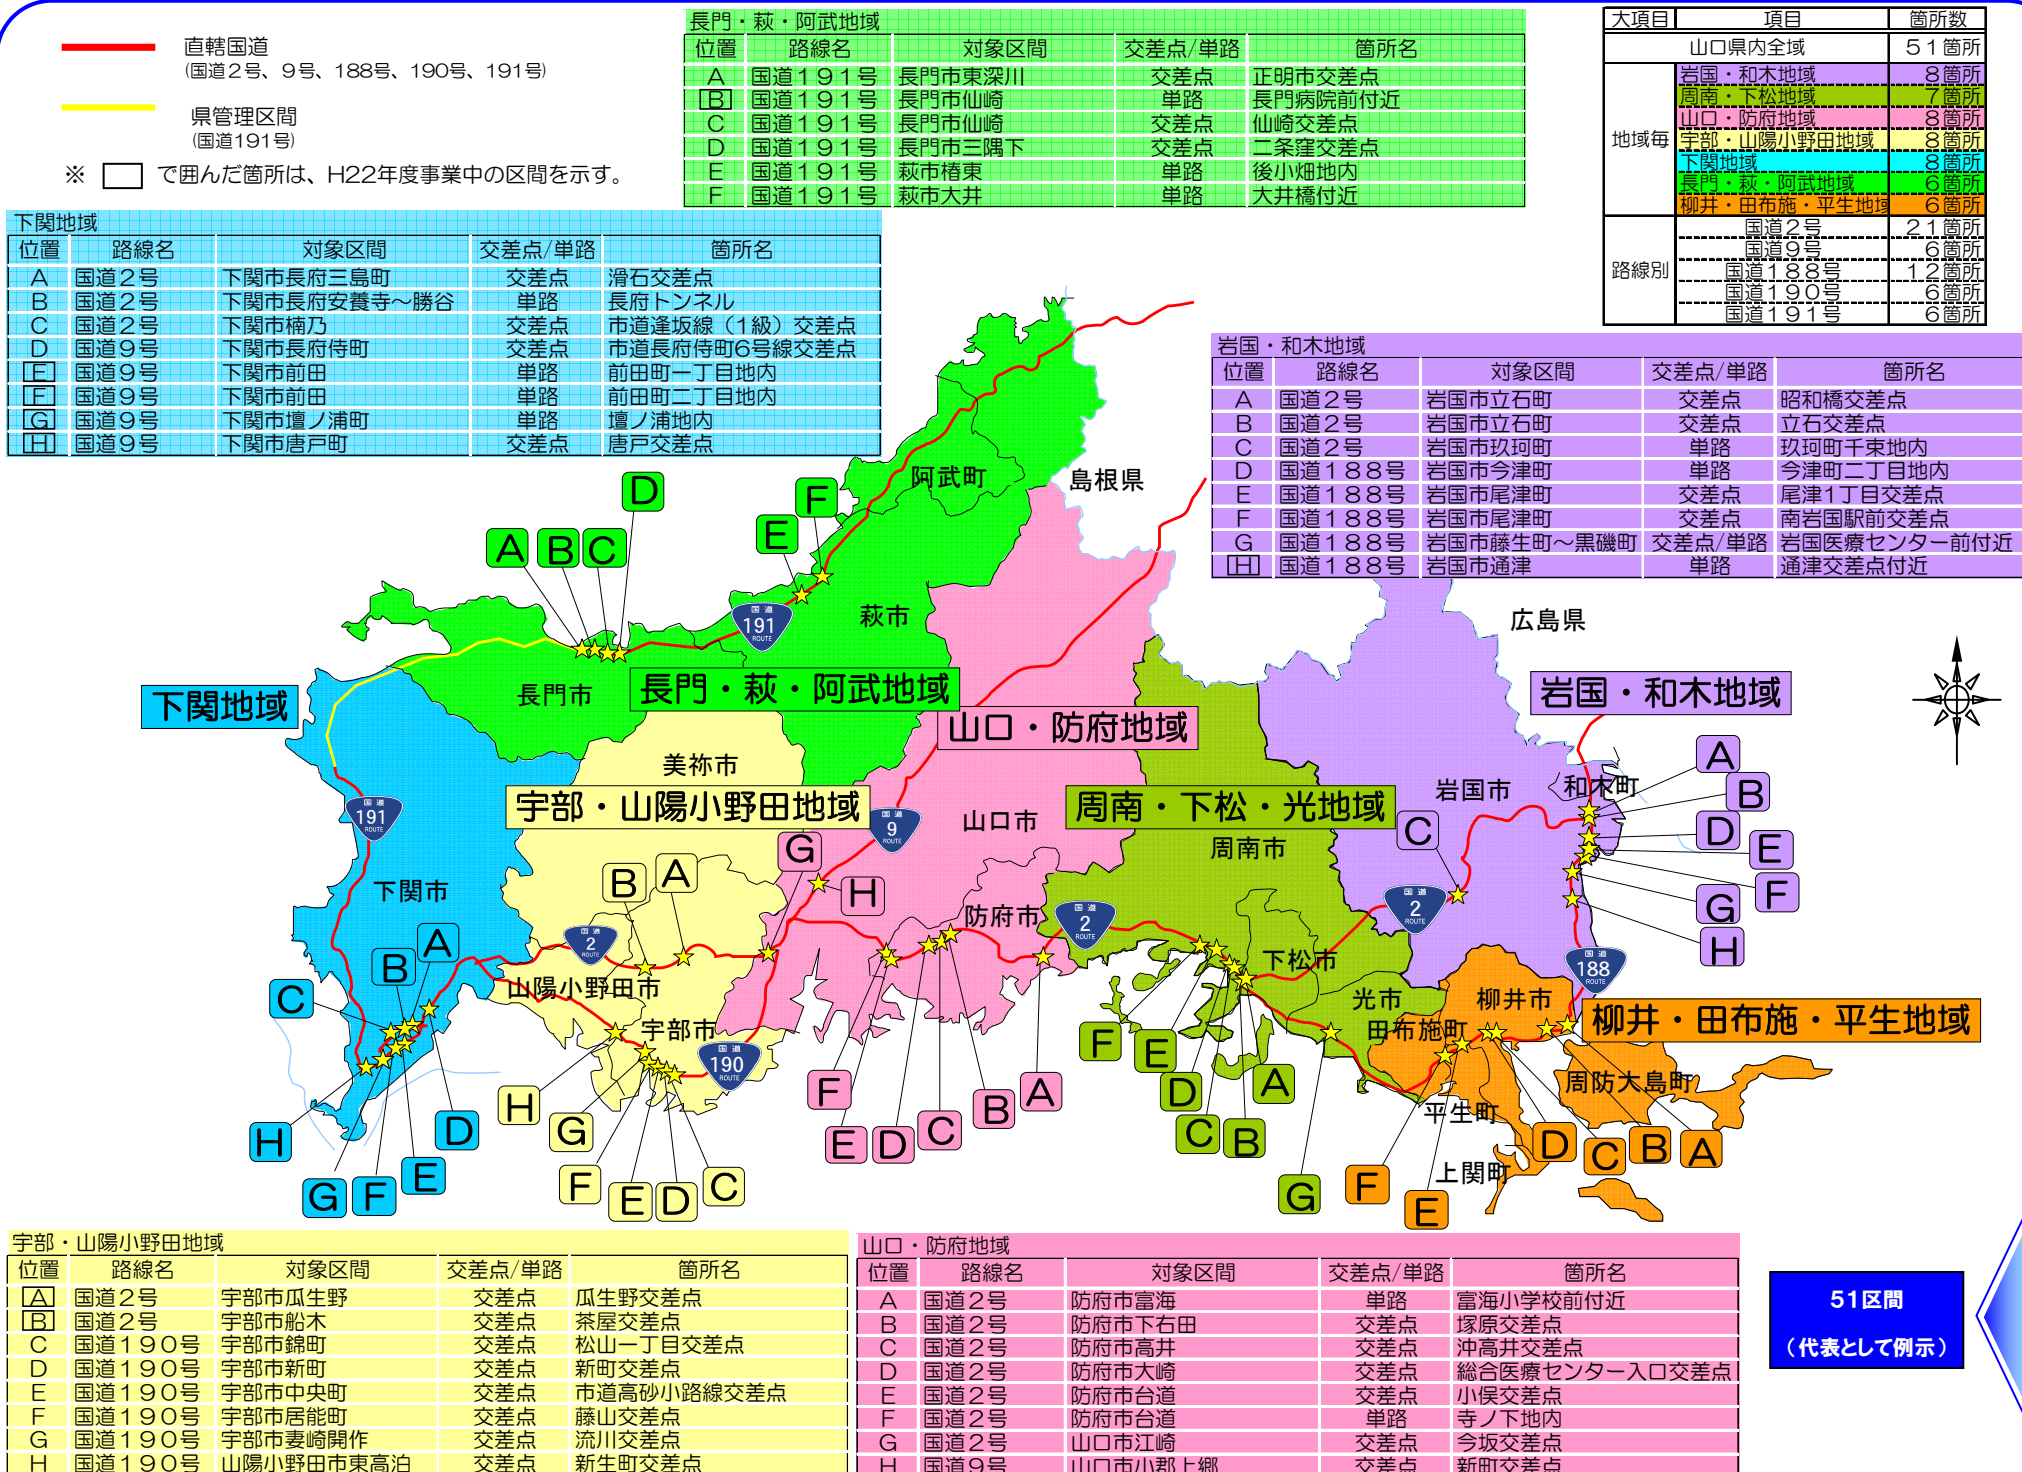 直轄国道
(国道2号、9号、188号、190号、191号)
県管理区間
(国道191号)
※ で囲んだ箇所は、H22年度事業中の区間を示す。
長門・萩・阿武地域
位置 路線名 対象区間 交差点/単路 箇所名
A 国道191号 長門市東深川 交差点 正明市交差点
B 国道191号 長門市仙崎 単路 長門病院前付近
C 国道191号 長門市仙崎 交差点 仙崎交差点
D 国道191号 長門市三隅下 交差点 二条窪交差点
E 国道191号 萩市椿東 単路 後小畑地内
F 国道191号 萩市大井 単路 大井橋付近
大項目 項目 箇所数
山口県内全域 51箇所
地域毎
岩国・和木地域 8箇所
周南・下松地域 7箇所
山口・防府地域 8箇所
宇部・山陽小野田地域 8箇所
下関地域 8箇所
長門・萩・阿武地域 6箇所
柳井・田布施・平生地域 6箇所
路線別
国道2号 21箇所
国道9号 6箇所
国道188号 12箇所
国道190号 6箇所
国道191号 6箇所
下関地域
位置 路線名 対象区間 交差点/単路 箇所名
A 国道2号 下関市長府三島町 交差点 滑石交差点
B 国道2号 下関市長府安養寺～勝谷 単路 長府トンネル
C 国道2号 下関市楠乃 交差点 市道逢坂線（1級）交差点
D 国道9号 下関市長府侍町 交差点 市道長府侍町6号線交差点
E 国道9号 下関市前田 単路 前田町一丁目地内
F 国道9号 下関市前田 単路 前田町二丁目地内
G 国道9号 下関市壇ノ浦町 単路 壇ノ浦地内
H 国道9号 下関市唐戸町 交差点 唐戸交差点
岩国・和木地域
位置 路線名 対象区間 交差点/単路 箇所名
A 国道2号 岩国市立石町 交差点 昭和橋交差点
B 国道2号 岩国市立石町 交差点 立石交差点
C 国道2号 岩国市玖珂町 単路 玖珂町千束地内
D 国道188号 岩国市今津町 単路 今津町二丁目地内
E 国道188号 岩国市尾津町 交差点 尾津1丁目交差点
F 国道188号 岩国市尾津町 交差点 南岩国駅前交差点
G 国道188号 岩国市藤生町～黒磯町 交差点/単路 岩国医療センター前付近
H 国道188号 岩国市通津 単路 通津交差点付近
阿武町
島根県
D
F
E
A B C
国道
191
ROUTE
萩市
広島県
長門市
長門・萩・阿武地域
下関地域
山口・防府地域
岩国・和木地域
美祢市
宇部・山陽小野田地域
周南・下松・光地域
岩国市
和木町
A
B
D
E
F
G
H
国道
191
ROUTE
国道
9
ROUTE
山口市
周南市
C
G
H
B A
下関市
防府市
国道
2
ROUTE
国道
2
ROUTE
国道
2
ROUTE
下松市
国道
188
ROUTE
A
B
C
山陽小野田市
宇部市
国道
190
ROUTE
光市
柳井市
田布施町
柳井・田布施・平生地域
周防大島町
平生町
上関町
H
G F E
D
H
G
F E D C
F
E D C B A
F
E
D
C B
A
G
F
E
D C B A
宇部・山陽小野田地域
位置 路線名 対象区間 交差点/単路 箇所名
A 国道2号 宇部市瓜生野 交差点 瓜生野交差点
B 国道2号 宇部市船木 交差点 茶屋交差点
C 国道190号 宇部市錦町 交差点 松山一丁目交差点
D 国道190号 宇部市新町 交差点 新町交差点
E 国道190号 宇部市中央町 交差点 市道高砂小路線交差点
F 国道190号 宇部市居能町 交差点 藤山交差点
G 国道190号 宇部市妻崎開作 交差点 流川交差点
H 国道190号 山陽小野田市東高泊 交差点 新生町交差点
山口・防府地域
位置 路線名 対象区間 交差点/単路 箇所名
A 国道2号 防府市富海 単路 富海小学校前付近
B 国道2号 防府市下右田 交差点 塚原交差点
C 国道2号 防府市高井 交差点 沖高井交差点
D 国道2号 防府市大崎 交差点 総合医療センター入口交差点
E 国道2号 防府市台道 交差点 小俣交差点
F 国道2号 防府市台道 単路 寺ノ下地内
G 国道2号 山口市江崎 交差点 今坂交差点
H 国道9号 山口市小郡上郷 交差点 新町交差点
51区間
（代表として例示）